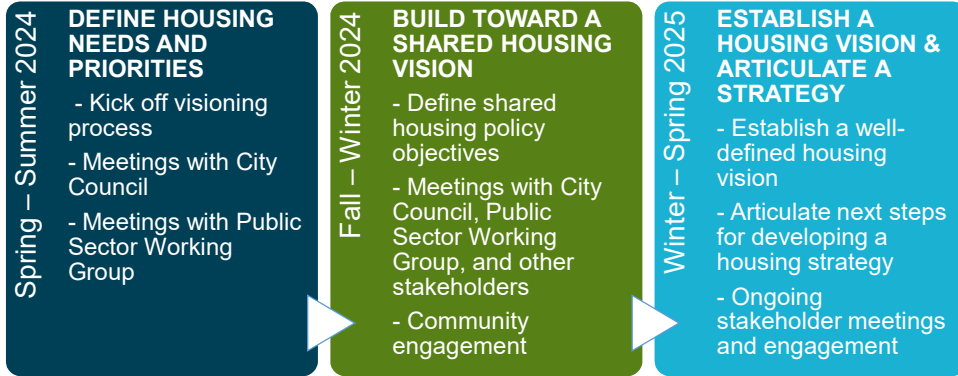 Spring – Summer 2024
DEFINE HOUSING
NEEDS AND
PRIORITIES
- Kick off visioning
process
- Meetings with City
Council
- Meetings with Public
Sector Working
Group
Fall – Winter 2024
BUILD TOWARD A
SHARED HOUSING
VISION
- Define shared
housing policy
objectives
- Meetings with City
Council, Public
Sector Working
Group, and other
stakeholders
- Community
engagement
Winter – Spring 2025
ESTABLISH A
HOUSING VISION &
ARTICULATE A
STRATEGY
- Establish a well-
defined housing
vision
- Articulate next steps
for developing a
housing strategy
- Ongoing
stakeholder meetings
and engagement